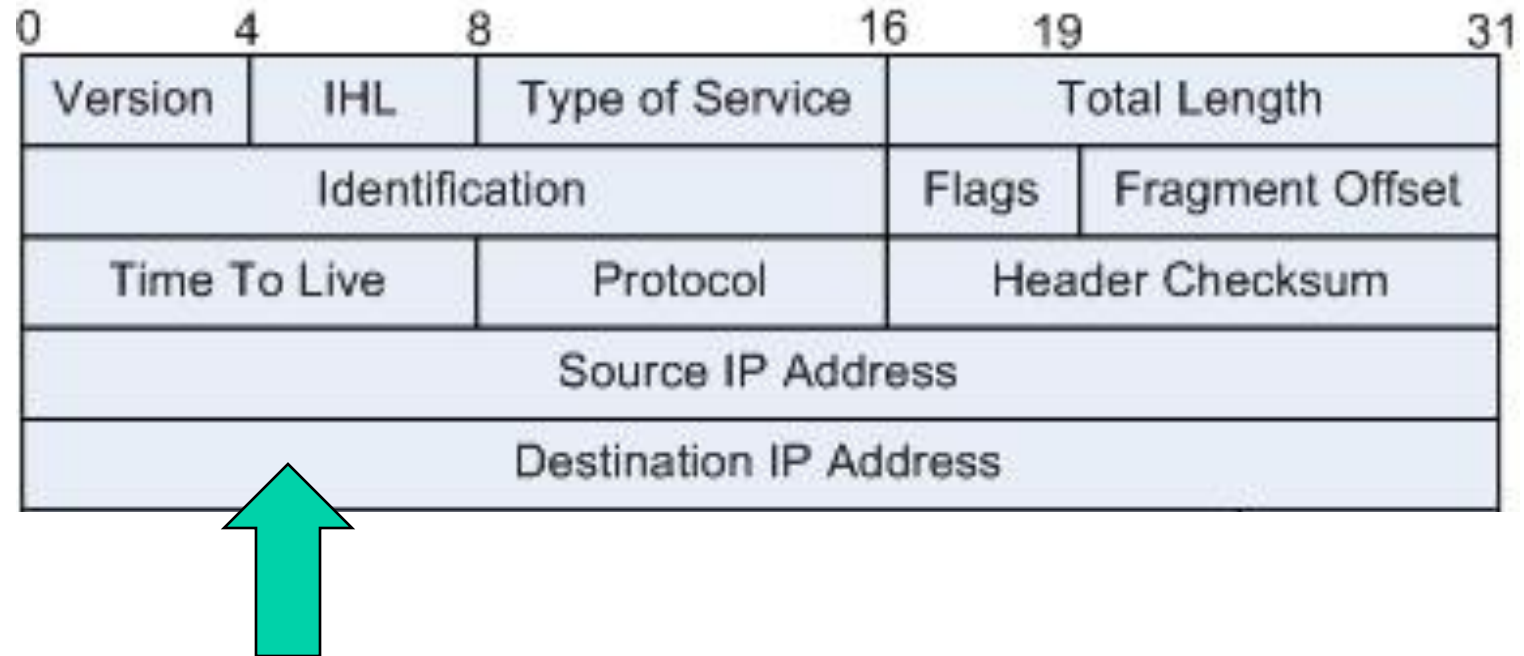 0 4 8 16 19 31
Version IHL Type of Service Total Length
Identification Flags Fragment Offset
Time To Live Protocol Header Checksum
Source IP Address
Destination IP Address